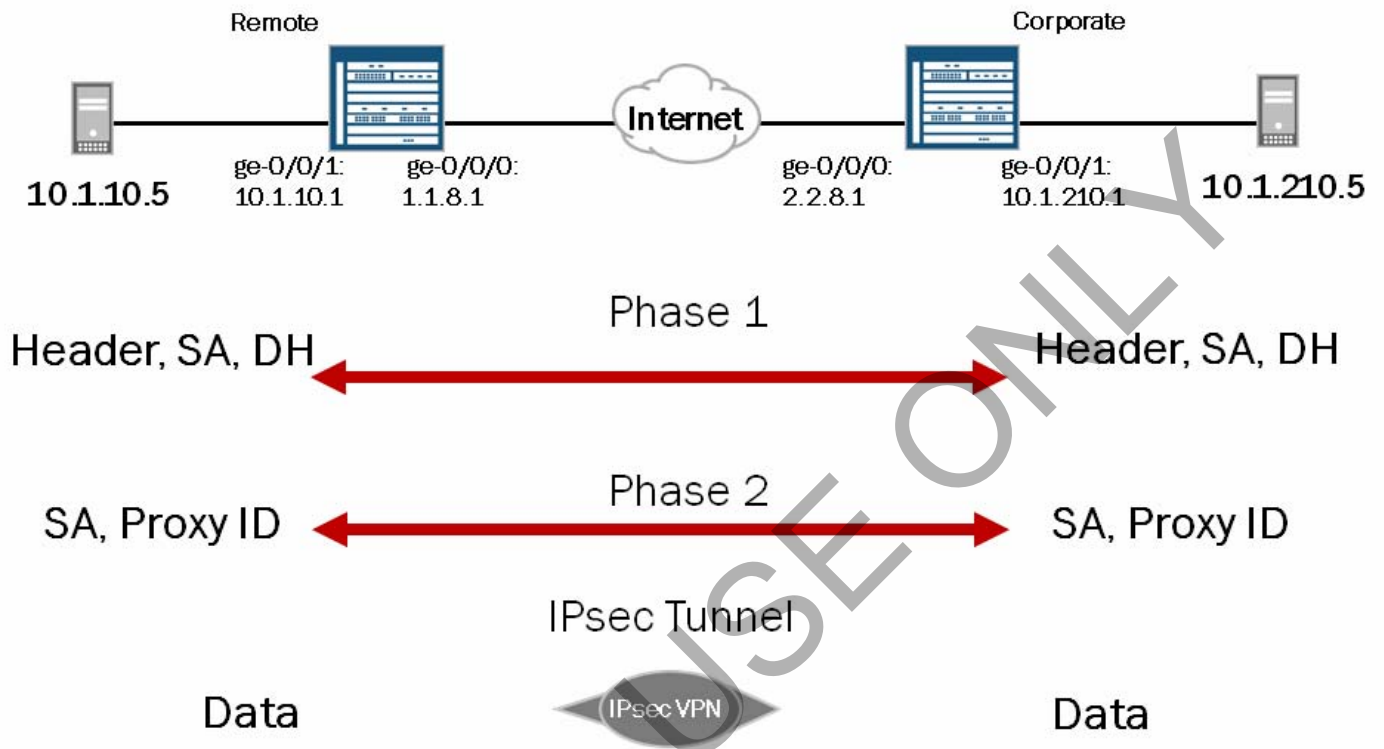 Remote Corporate
Internet
ge-0/0/1: ge-0/0/0: ge-0/0/0: ge-0/0/1:
10.1.10.5 10.1.10.1 1.1.8.1 2.2.8.1 10.1.210.1 10.1.210.5
Phase 1
Header, SA, DH Header, SA, DH
Phase 2
SA, Proxy ID SA, Proxy ID
IPsec Tunnel
Data IPsec VPN Data
USE ONLY